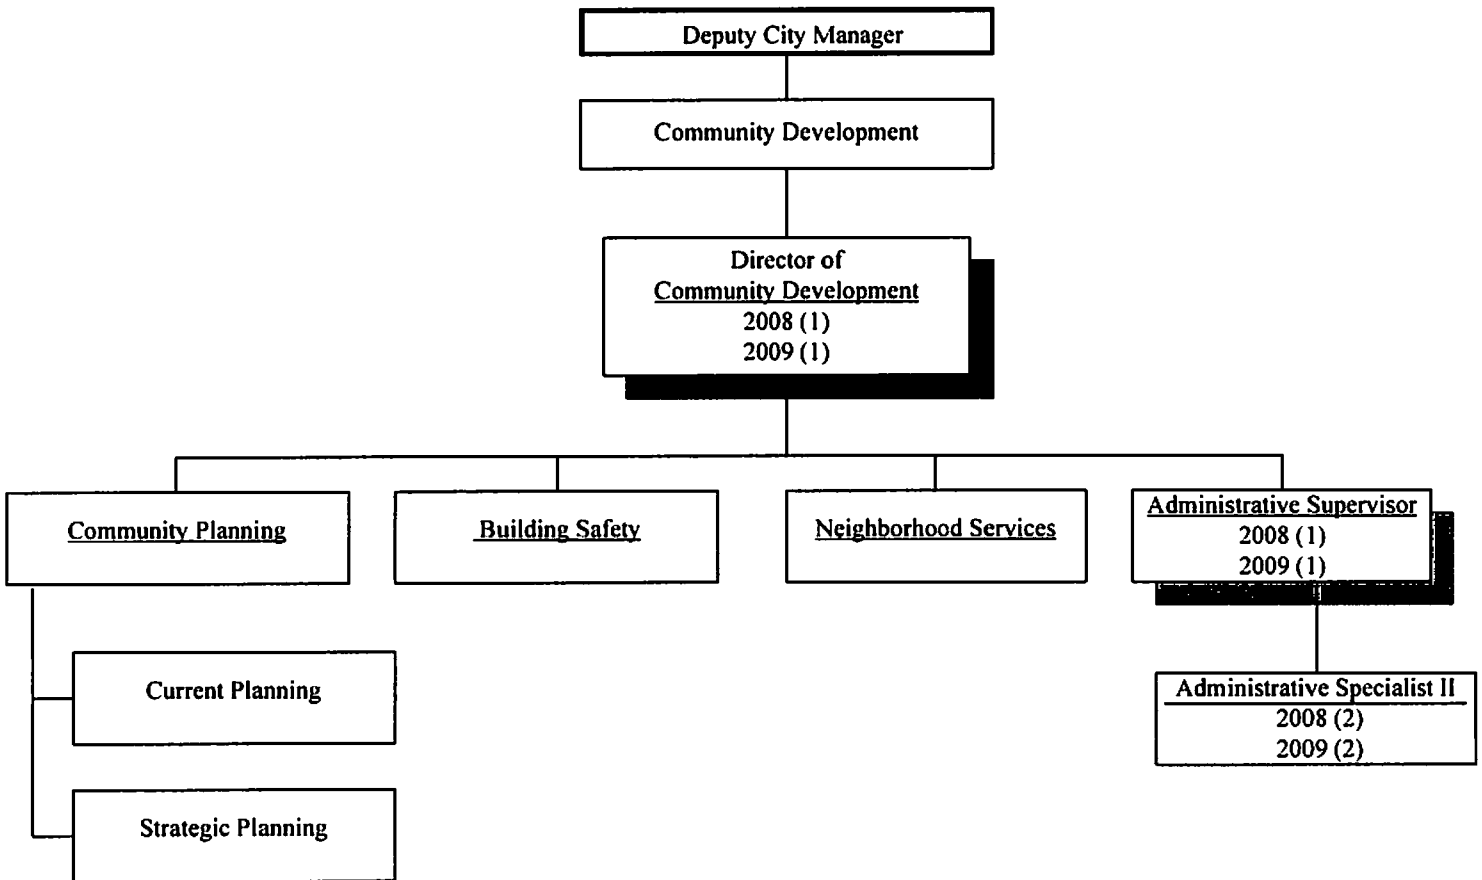 Deputy City Manager
Community Development
Director of
Community Development
2008 (1)
2009 (1)
Community Planning
Building Safety
Neighborhood Services
Administrative Supervisor
2008 (1)
2009 (1)
Current Planning
Strategic Planning
Administrative Specialist II
2008 (2)
2009 (2)